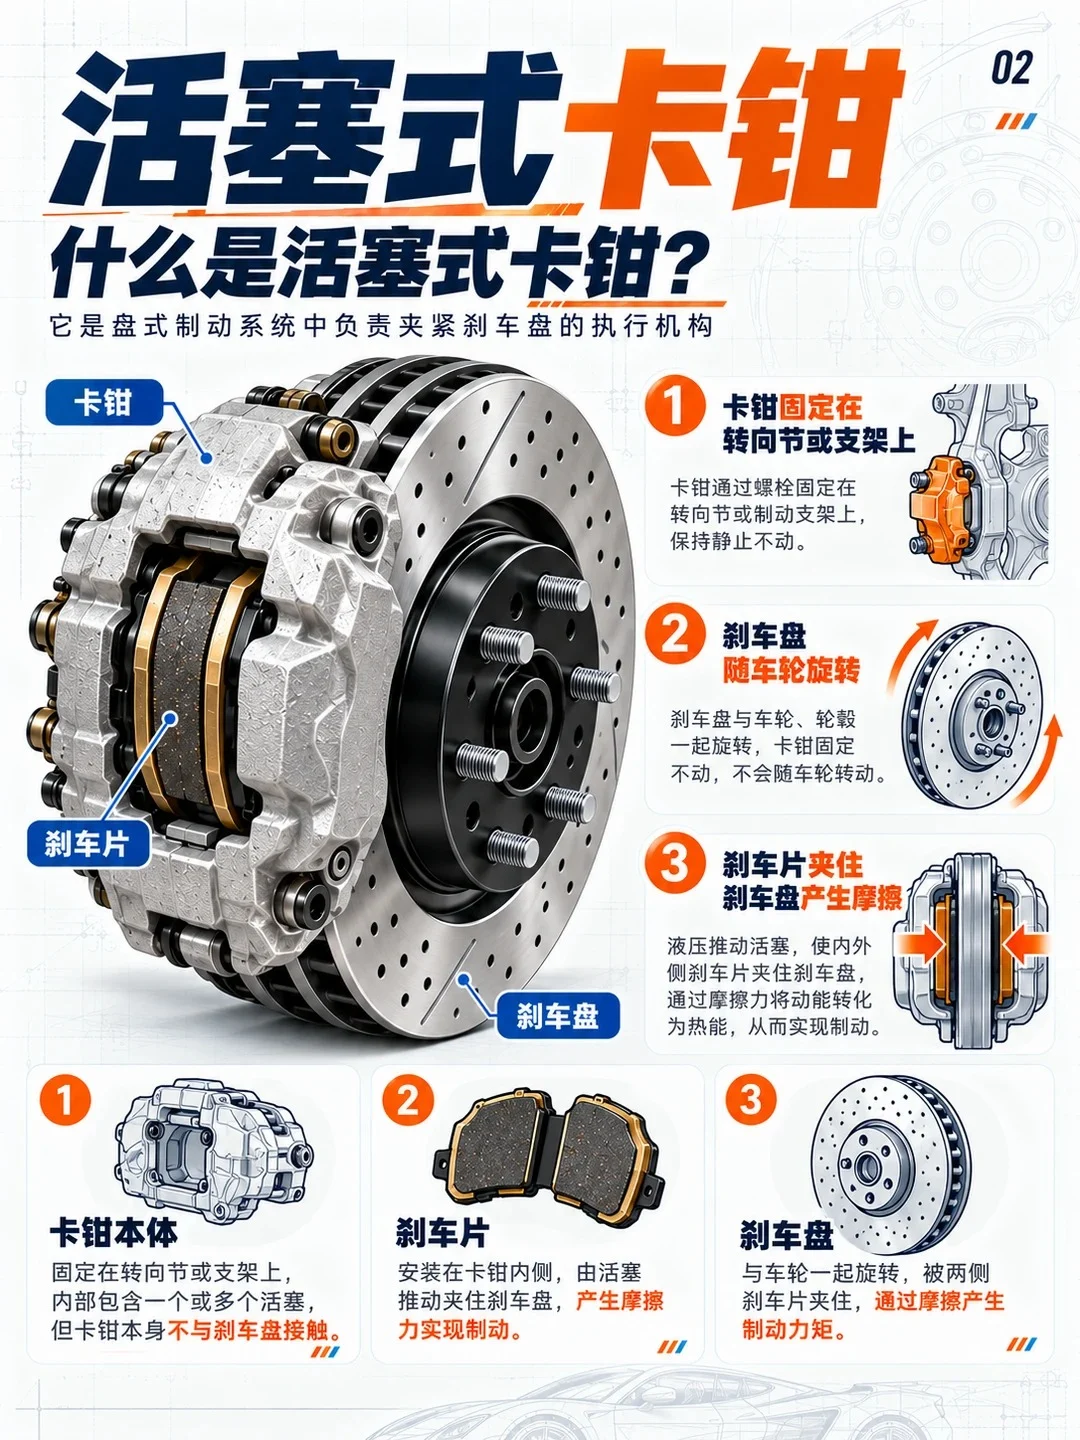 活塞式卡钳
02
什么是活塞式卡钳?
它是盘式制动系统中负责夹紧刹车盘的执行机构
卡钳
刹车片
刹车盘
1
卡钳固定在
转向节或支架上
卡钳通过螺栓固定在
转向节或制动支架上，
保持静止不动。
2
刹车盘
随车轮旋转
刹车盘与车轮、轮毂
一起旋转，卡钳固定
不动，不会随车轮转动。
3
刹车片夹住
刹车盘产生摩擦
液压推动活塞，使内外
侧刹车片夹住刹车盘，
通过摩擦力将动能转化
为热能，从而实现制动。
1
卡钳本体
固定在转向节或支架上，
内部包含一个或多个活塞，
但卡钳本身不与刹车盘接触。
2
刹车片
安装在卡钳内侧，由活塞
推动夹住刹车盘，产生摩擦
力实现制动。
3
刹车盘
与车轮一起旋转，被两侧
刹车片夹住，通过摩擦产生
制动力矩。